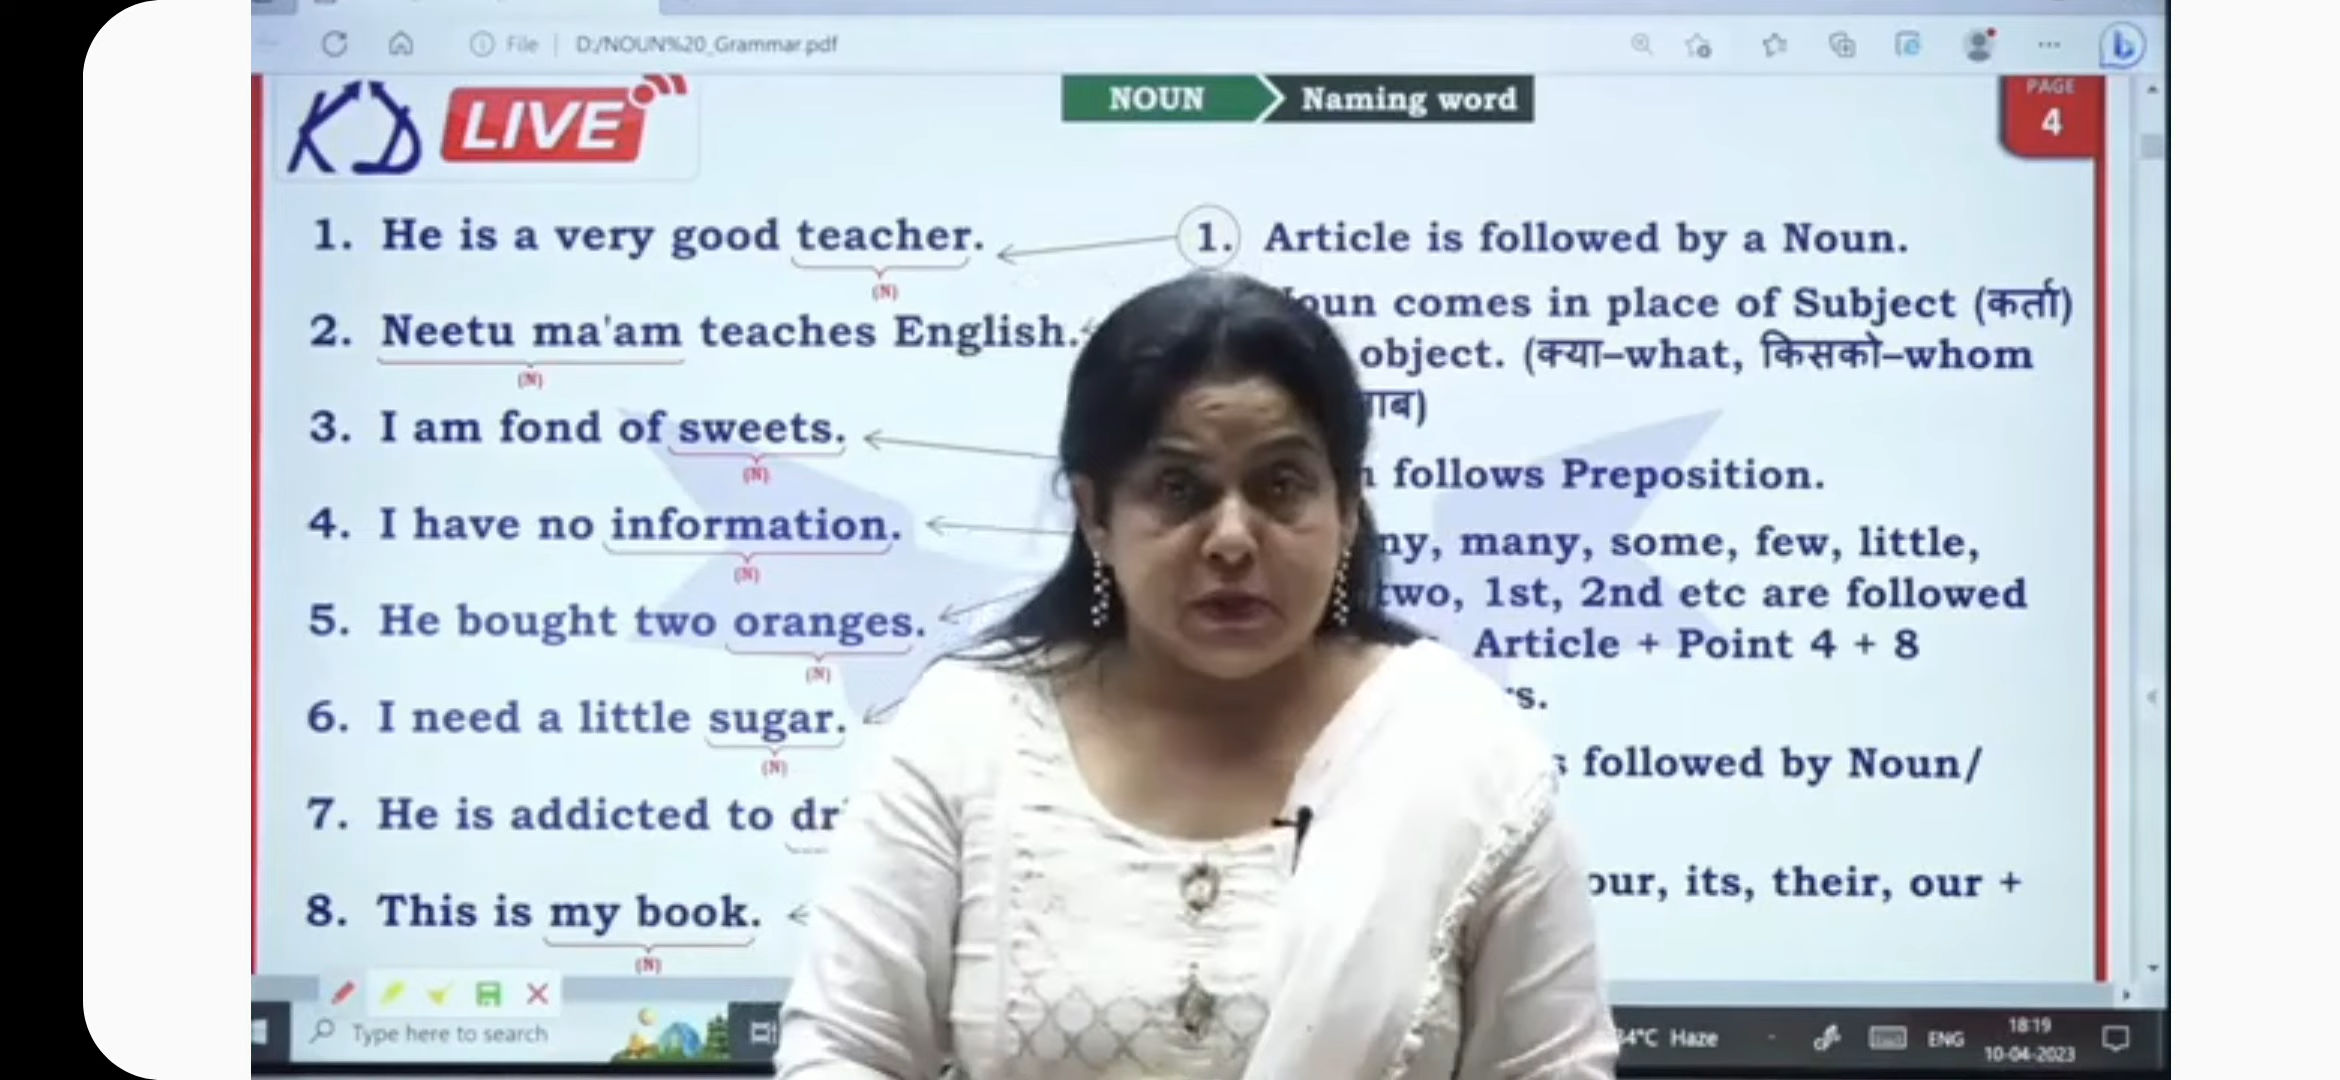 File | D:/NOUN%20_Grammar.pdf
KD LIVE
NOUN Naming word
PAGE
4
1. He is a very good teacher.
(N)
2. Neetu ma'am teaches English.
(N)
3. I am fond of sweets.
(N)
4. I have no information.
(N)
5. He bought two oranges.
(N)
6. I need a little sugar.
(N)
7. He is addicted to
8. This is my book.
(N)
1. Article is followed by a Noun.
comes in place of Subject (कर्ता)
object. (क्या–what, किसको–whom
follows Preposition.
many, some, few, little,
two, 1st, 2nd etc are followed
Article + Point 4 + 8
followed by Noun/
its, their, our +
Type here to search
Haze
ENG
18:19
10-04-2023